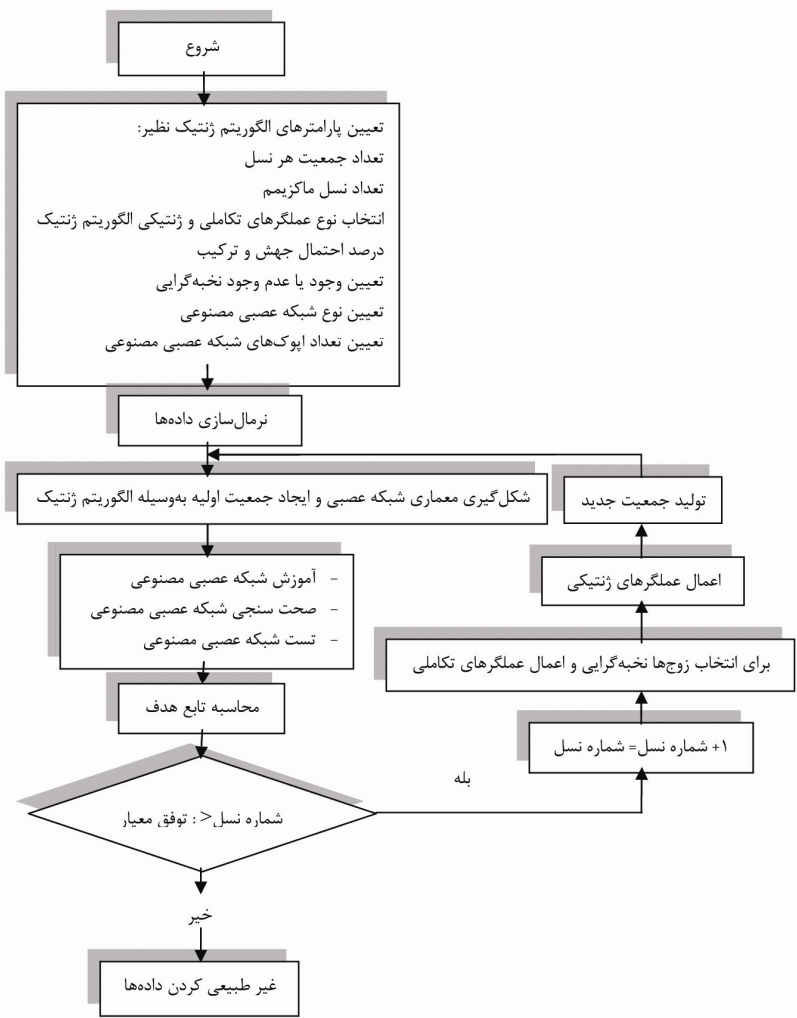 شروع
تعیین پارامترهای الگوریتم ژنتیک نظیر:
تعداد جمعیت هر نسل
تعداد نسل ماکزیمم
انتخاب نوع عملگرهای تکاملی و ژنتیکی الگوریتم ژنتیک
درصد احتمال جهش و ترکیب
تعیین وجود یا عدم وجود نخبه‌گرایی
تعیین نوع شبکه عصبی مصنوعی
تعیین تعداد اپوک‌های شبکه عصبی مصنوعی
نرمال‌سازی داده‌ها
شکل‌گیری معماری شبکه عصبی و ایجاد جمعیت اولیه به‌وسیله الگوریتم ژنتیک
- آموزش شبکه عصبی مصنوعی
- صحت سنجی شبکه عصبی مصنوعی
- تست شبکه عصبی مصنوعی
محاسبه تابع هدف
شماره نسل< : توقق معیار
بله
خیر
غیر طبیعی کردن داده‌ها
۱+ شماره نسل= شماره نسل
برای انتخاب زوج‌ها نخبه‌گرایی و اعمال عملگرهای تکاملی
اعمال عملگرهای ژنتیکی
تولید جمعیت جدید